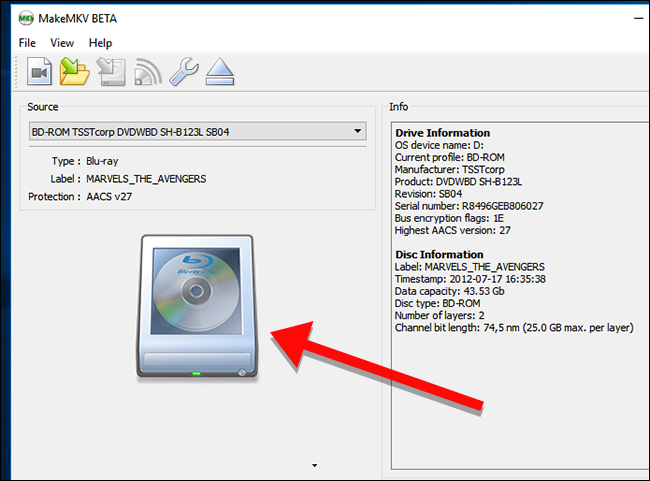 MKV MakeMKV BETA
File View Help
Source
BD-ROM TSSTcorp DVDWBD SH-B123L SB04
Type : Blu-ray
Label : MARVELS_THE_AVENGERS
Protection : AACS v27
Blu-ray Disc
Info
Drive Information
OS device name: D:
Current profile: BD-ROM
Manufacturer: TSSTcorp
Product: DVDWBD SH-B123L
Revision: SB04
Serial number: R8496GEB806027
Bus encryption flags: 1E
Highest AACS version: 27
Disc Information
Label: MARVELS_THE_AVENGERS
Timestamp: 2012-07-17 16:35:38
Data capacity: 43.53 Gb
Disc type: BD-ROM
Number of layers: 2
Channel bit length: 74,5 nm (25.0 GB max. per layer)